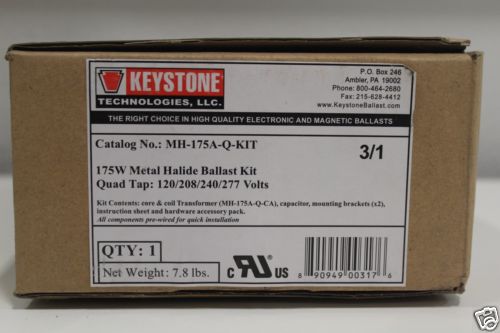 KEYSTONE
TECHNOLOGIES, LLC.
P.O. Box 246
Ambler, PA 19002
Phone: 800-464-2680
Fax: 215-628-4412
www.KeystoneBallast.com
THE RIGHT CHOICE IN HIGH QUALITY ELECTRONIC AND MAGNETIC BALLASTS
Catalog No.: MH-175A-Q-KIT
3/1
175W Metal Halide Ballast Kit
Quad Tap: 120/208/240/277 Volts
Kit Contents: core & coil Transformer (MH-175A-Q-CA), capacitor, mounting brackets (x2),
instruction sheet and hardware accessory pack.
All components pre-wired for quick installation
QTY: 1
Net Weight: 7.8 lbs.
C RU US
8 90949 00317 6
ebY